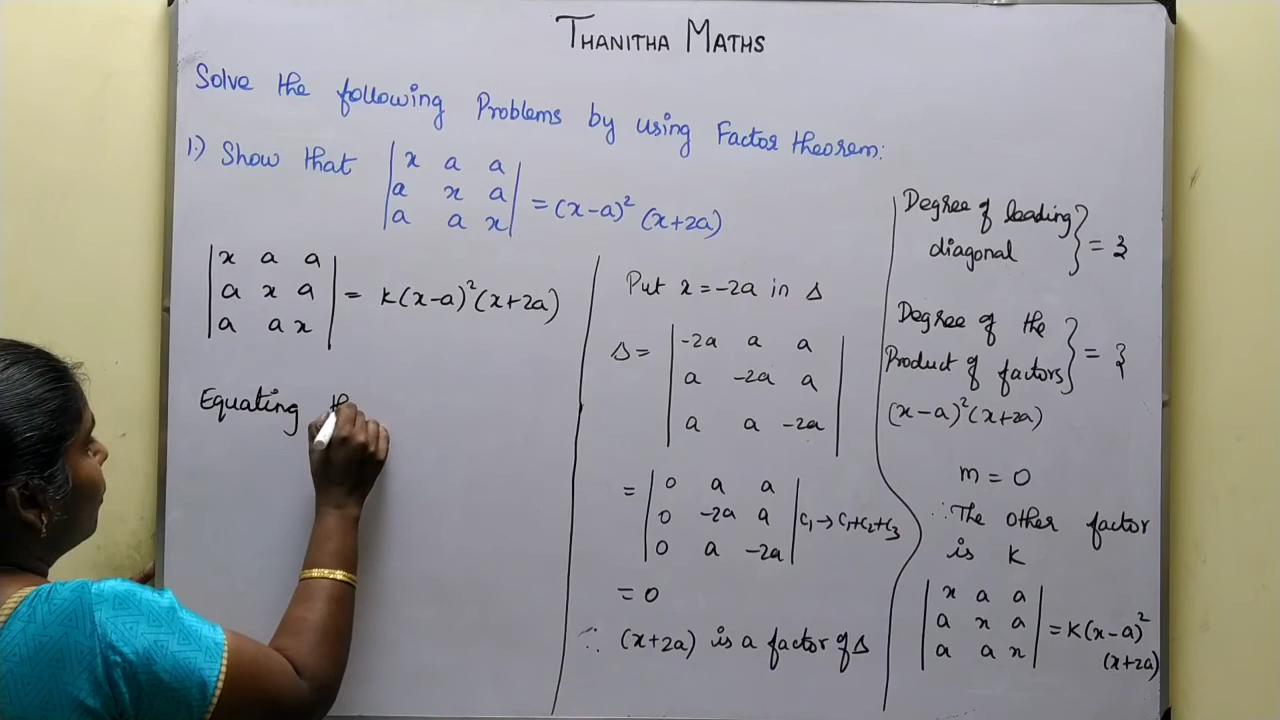 THANITHA MATHS
Solve the following Problems by using Factor theorem:
1.) Show that | x a a |
| a x a |
| a a x | = (x-a)² (x+2a)
| x a a |
| a x a | = K(x-a)²(x+2a)
| a a x |
Equating
Put x = -2a in Δ
Δ = | -2a a a |
| a -2a a |
| a a -2a |
= | 0 a a |
| 0 -2a a | C₁→C₁+C₂+C₃
| 0 a -2a |
= 0
∴ (x+2a) is a factor of Δ
Degree of leading
diagonal } = 3
Degree of the
Product of factors } = 3
(x-a)²(x+2a)
m = 0
∴ The other factor
is K
| x a a |
| a x a | = K(x-a)²
| a a x | (x+2a)